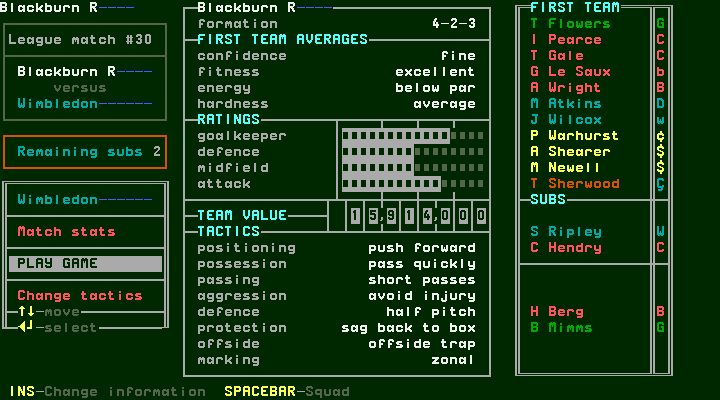 Blackburn R
League match #30
Blackburn R
versus
Wimbledon
Remaining subs 2
Wimbledon
Match stats
PLAY GAME
Change tactics
↑↓-move
↵-select
Blackburn R
formation 4-2-3
FIRST TEAM AVERAGES
confidence fine
fitness excellent
energy below par
hardness average
RATINGS
goalkeeper
defence
midfield
attack
TEAM VALUE 15,914,000
TACTICS
positioning push forward
possession pass quickly
passing short passes
aggression avoid injury
defence half pitch
protection sag back to box
offside offside trap
marking zonal
FIRST TEAM
T Flowers G
I Pearce C
T Gale C
G Le Saux b
A Wright B
M Atkins D
J Wilcox w
P Warhurst ¢
A Shearer $
M Newell $
T Sherwood Ç
SUBS
S Ripley W
C Hendry C
H Berg B
B Mimms G
INS-Change information SPACEBAR-Squad